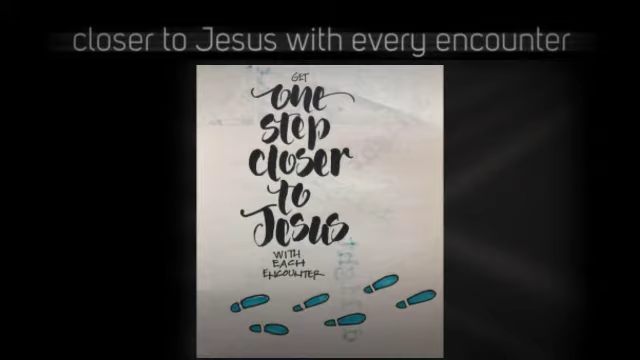 closer to Jesus with every encounter
GET
one
step
closer
to
Jesus
WITH
EACH
ENCOUNTER